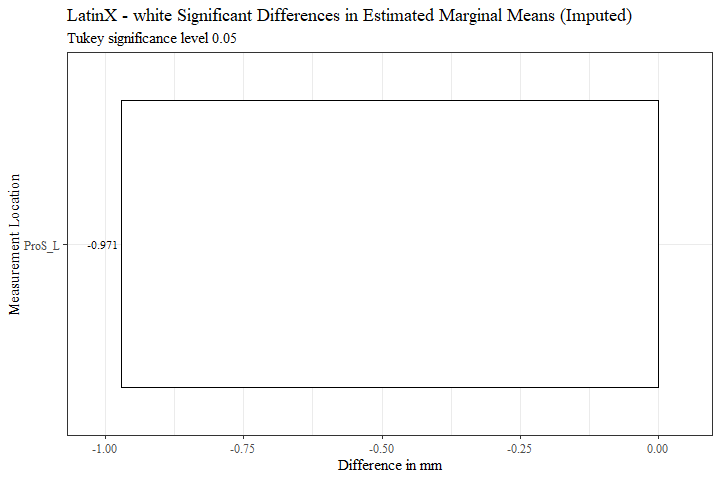 LatinX - white Significant Differences in Estimated Marginal Means (Imputed)
Tukey significance level 0.05
Measurement Location
ProS_L
-0.971
-1.00 -0.75 -0.50 -0.25 0.00
Difference in mm